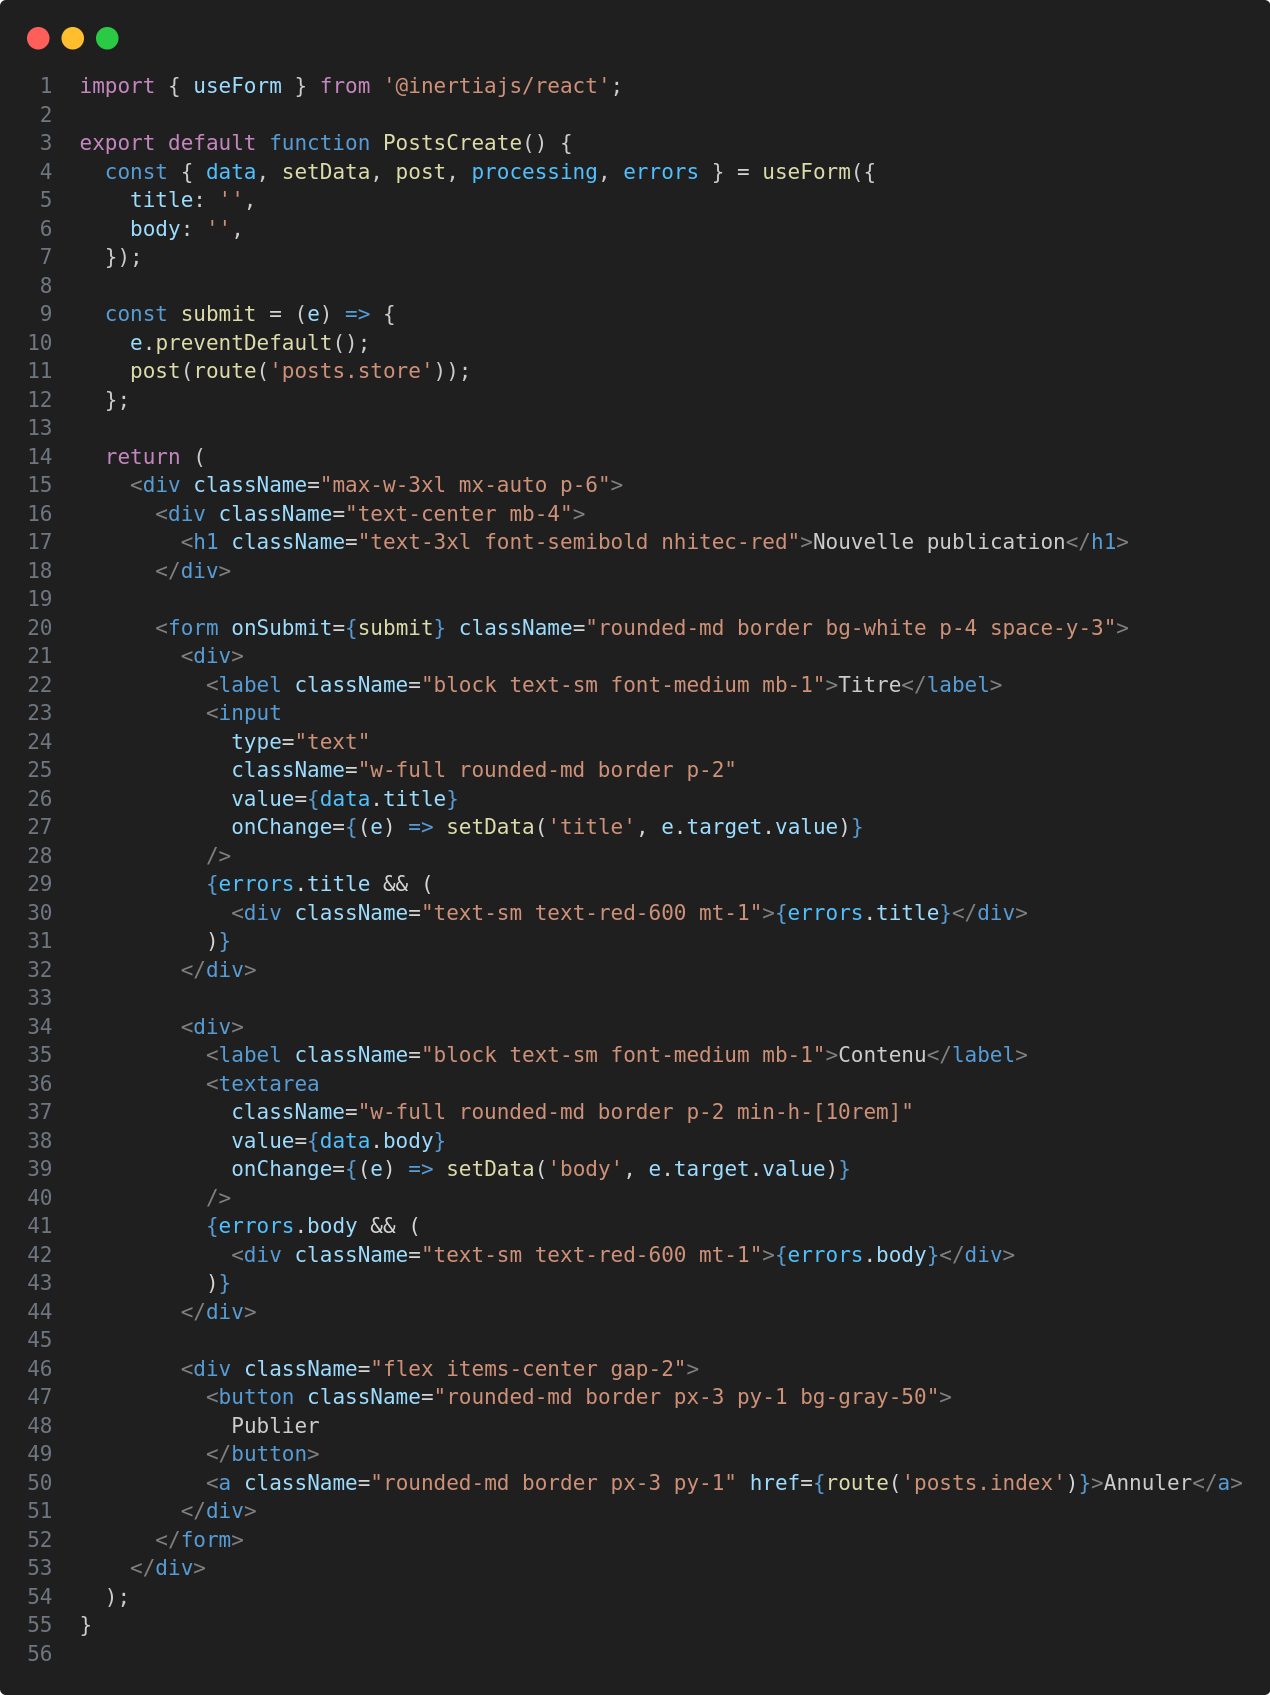 1 import { useForm } from '@inertiajs/react';
2
3 export default function PostsCreate() {
4   const { data, setData, post, processing, errors } = useForm({
5     title: '',
6     body: '',
7   });
8
9   const submit = (e) => {
10     e.preventDefault();
11     post(route('posts.store'));
12   };
13
14   return (
15     <div className="max-w-3xl mx-auto p-6">
16       <div className="text-center mb-4">
17         <h1 className="text-3xl font-semibold nhitec-red">Nouvelle publication</h1>
18       </div>
19
20       <form onSubmit={submit} className="rounded-md border bg-white p-4 space-y-3">
21         <div>
22           <label className="block text-sm font-medium mb-1">Titre</label>
23           <input
24             type="text"
25             className="w-full rounded-md border p-2"
26             value={data.title}
27             onChange={(e) => setData('title', e.target.value)}
28           />
29           {errors.title && (
30             <div className="text-sm text-red-600 mt-1">{errors.title}</div>
31           )}
32         </div>
33
34         <div>
35           <label className="block text-sm font-medium mb-1">Contenu</label>
36           <textarea
37             className="w-full rounded-md border p-2 min-h-[10rem]"
38             value={data.body}
39             onChange={(e) => setData('body', e.target.value)}
40           />
41           {errors.body && (
42             <div className="text-sm text-red-600 mt-1">{errors.body}</div>
43           )}
44         </div>
45
46         <div className="flex items-center gap-2">
47           <button className="rounded-md border px-3 py-1 bg-gray-50">
48             Publier
49           </button>
50           <a className="rounded-md border px-3 py-1" href={route('posts.index')}>Annuler</a>
51         </div>
52       </form>
53     </div>
54   );
55 }
56